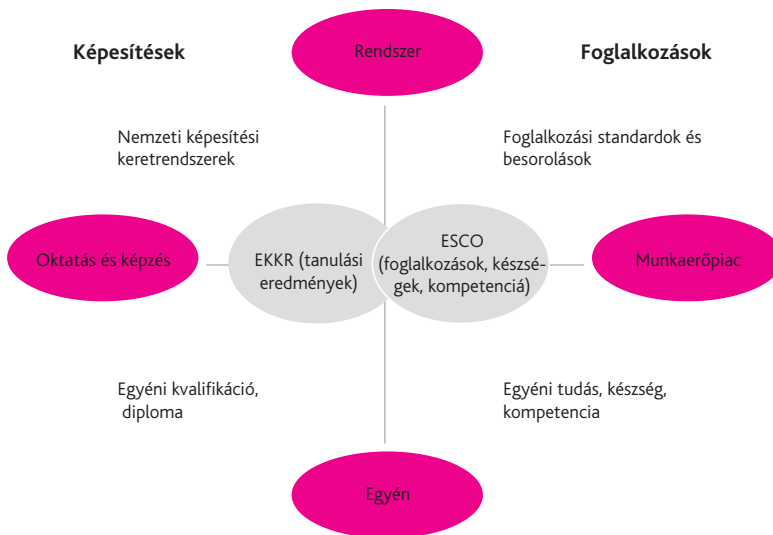 Képesítések
Rendszer
Foglalkozások
Nemzeti képesítési
keretrendszerek
Foglalkozási standardok és
besorolások
Oktatás és képzés
EKKR (tanulási
eredmények)
ESCO
(foglalkozások, készsé-
gek, kompetenciá)
Munkaerőpiac
Egyéni kvalifikáció,
diploma
Egyéni tudás, készség,
kompetencia
Egyén